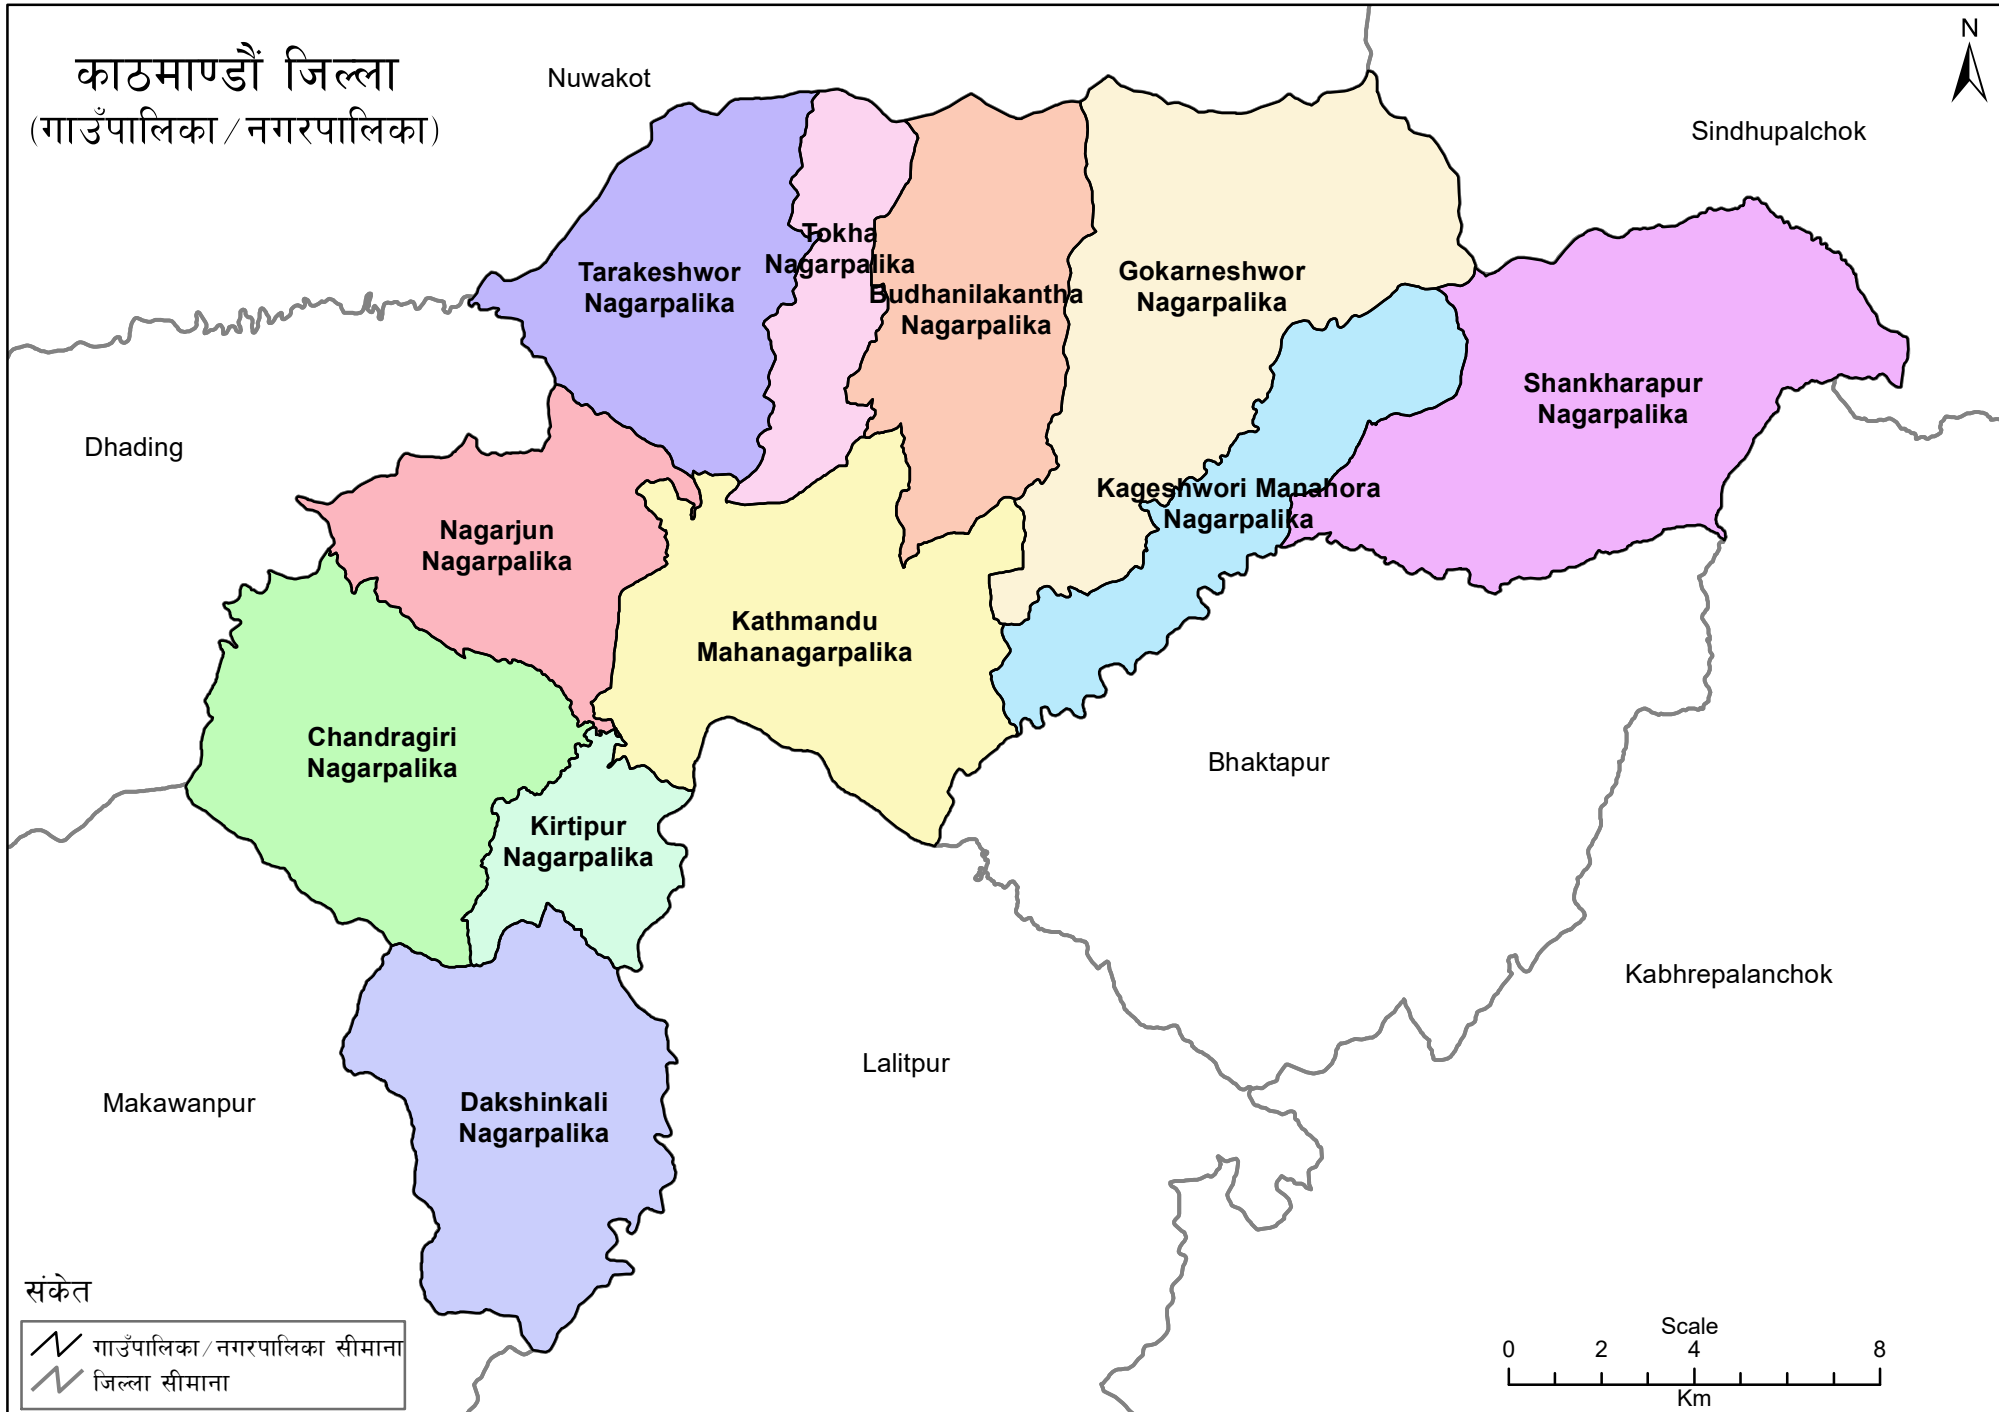 काठमाण्डौं जिल्ला
(गाउँपालिका/नगरपालिका)
N
Nuwakot
Sindhupalchok
Tokha
Nagarpalika
Tarakeshwor
Nagarpalika
Budhanilakantha
Nagarpalika
Gokarneshwor
Nagarpalika
Shankharapur
Nagarpalika
Dhading
Kageshwori Manahora
Nagarpalika
Nagarjun
Nagarpalika
Kathmandu
Mahanagarpalika
Chandragiri
Nagarpalika
Bhaktapur
Kirtipur
Nagarpalika
Kabhrepalanchok
Lalitpur
Makawanpur
Dakshinkali
Nagarpalika
संकेत
गाउँपालिका/नगरपालिका सीमाना
जिल्ला सीमाना
Scale
0 2 4 8
Km